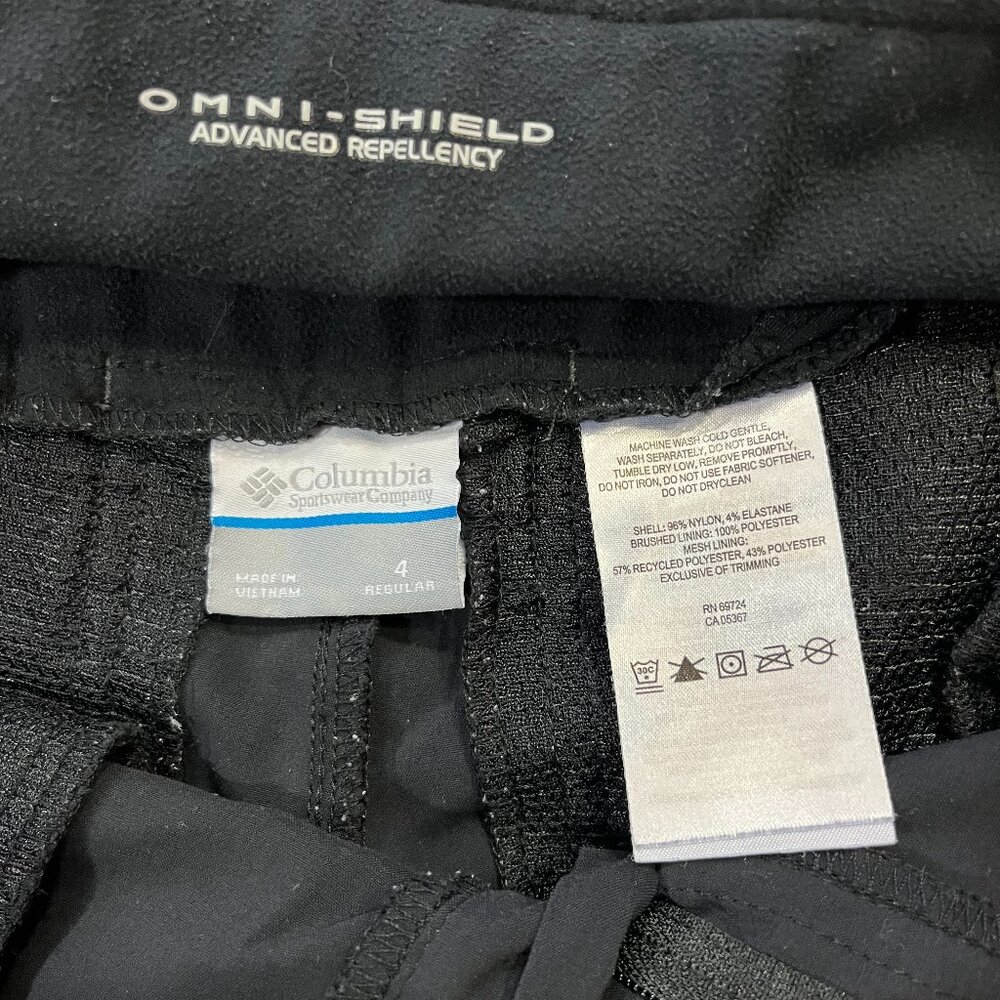 OMNI-SHIELD
ADVANCED REPELLENCY
Columbia
Sportswear Company
MADE IN
VIETNAM
4
REGULAR
MACHINE WASH COLD GENTLE,
WASH SEPARATELY, DO NOT BLEACH,
TUMBLE DRY LOW, REMOVE PROMPTLY,
DO NOT IRON, DO NOT USE FABRIC SOFTENER,
DO NOT DRYCLEAN
SHELL: 96% NYLON, 4% ELASTANE
BRUSHED LINING: 100% POLYESTER
MESH LINING:
57% RECYCLED POLYESTER, 43% POLYESTER
EXCLUSIVE OF TRIMMING
RN 69724
CA 05367
30C